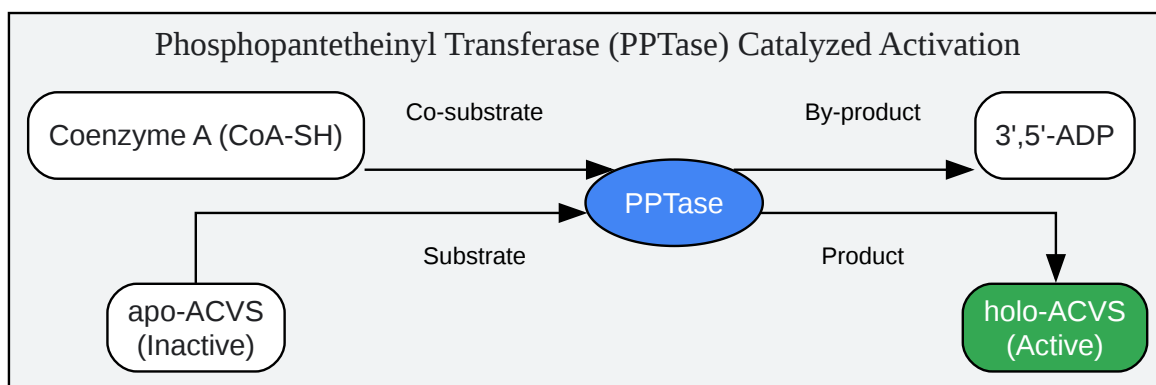 Phosphopantetheinyl Transferase (PPTase) Catalyzed Activation
Co-substrate
By-product
Coenzyme A (CoA-SH)
3',5'-ADP
PPTase
Substrate
Product
apo-ACVS
(Inactive)
holo-ACVS
(Active)